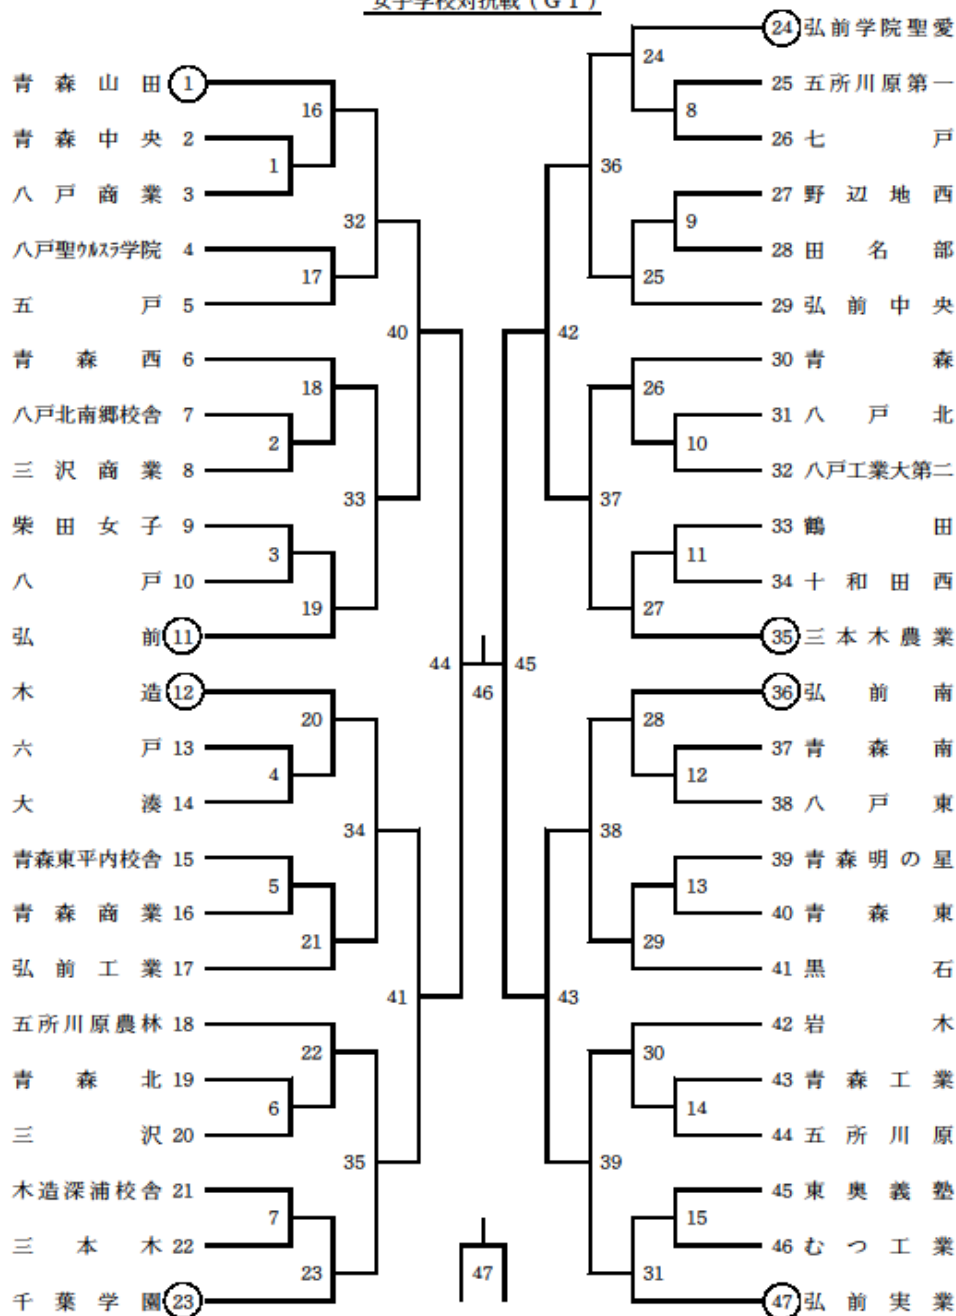 女子学校対抗戦（GT）
青森山田 1
青森中央 2
八戸商業 3
八戸聖ウルスラ学院 4
五戸 5
青森西 6
八戸北南郷校舎 7
三沢商業 8
柴田女子 9
八戸 10
弘前 11
木造 12
六戸 13
大湊 14
青森東平内校舎 15
青森商業 16
弘前工業 17
五所川原農林 18
青森北 19
三沢 20
木造深浦校舎 21
三本木 22
千葉学園 23
16
1
32
17
40
18
2
33
3
19
44
20
4
34
5
21
41
22
6
35
7
23
46
47
24
8
36
9
25
42
26
10
37
11
27
45
28
12
38
13
29
43
30
14
39
15
31
24 弘前学院聖愛
25 五所川原第一
26 七戸
27 野辺地西
28 田名部
29 弘前中央
30 青森
31 八戸北
32 八戸工業大第二
33 鶴田
34 十和田西
35 三本木農業
36 弘前南
37 青森南
38 八戸東
39 青森明の星
40 青森東
41 黒石
42 岩木
43 青森工業
44 五所川原
45 東奥義塾
46 むつ工業
47 弘前実業